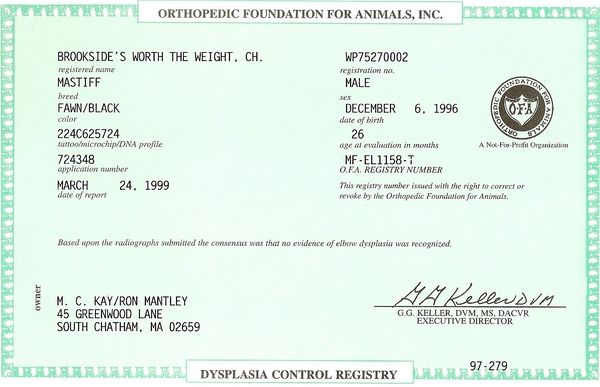 ORTHOPEDIC FOUNDATION FOR ANIMALS, INC.
BROOKSIDE'S WORTH THE WEIGHT, CH.
registered name
MASTIFF
breed
FAWN/BLACK
color
224C625724
tattoo/microchip/DNA profile
724348
application number
MARCH 24, 1999
date of report
WP75270002
registration no.
MALE
sex
DECEMBER 6, 1996
date of birth
26
age at evaluation in months
MF-EL1158-T
O.F.A. REGISTRY NUMBER
This registry number issued with the right to correct or
revoke by the Orthopedic Foundation for Animals.
ORTHOPEDIC FOUNDATION FOR ANIMALS
O·F·A
A Not-For-Profit Organization
Based upon the radiographs submitted the consensus was that no evidence of elbow dysplasia was recognized.
owner
M. C. KAY/RON MANTLEY
45 GREENWOOD LANE
SOUTH CHATHAM, MA 02659
GG Keller DVM
G.G. KELLER, DVM, MS, DACVR
EXECUTIVE DIRECTOR
97-279
DYSPLASIA CONTROL REGISTRY